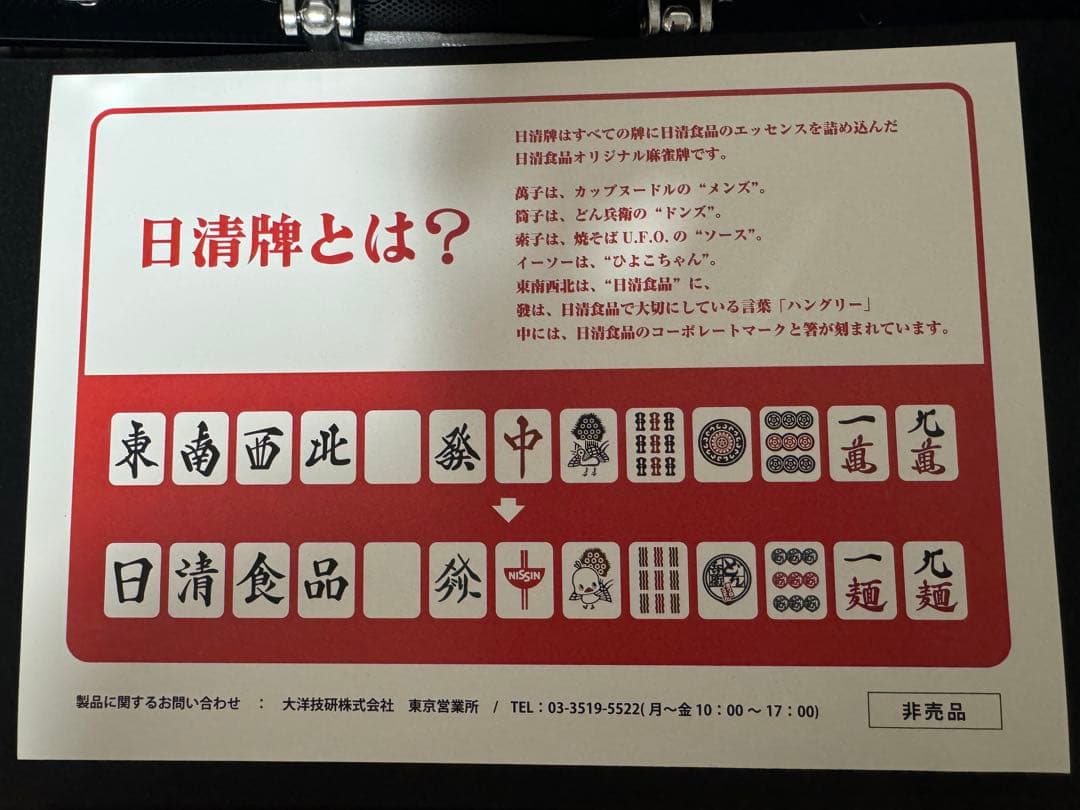 日清牌とは？
日清牌はすべての牌に日清食品のエッセンスを詰め込んだ
日清食品オリジナル麻雀牌です。
萬子は、カップヌードルの“メンズ”。
筒子は、どん兵衛の“ドンズ”。
索子は、焼そばU.F.O.の“ソース”。
イーソーは、“ひよこちゃん”。
東南西北は、“日清食品”に、
發は、日清食品で大切にしている言葉「ハングリー」
中には、日清食品のコーポレートマークと箸が刻まれています。
東 南 西 北 發 中 一萬 九萬
日 清 食 品 NISSIN どん兵衛 一麺 九麺
製品に関するお問い合わせ ： 大洋技研株式会社 東京営業所 / TEL：03-3519-5522(月～金10：00～17：00)
非売品